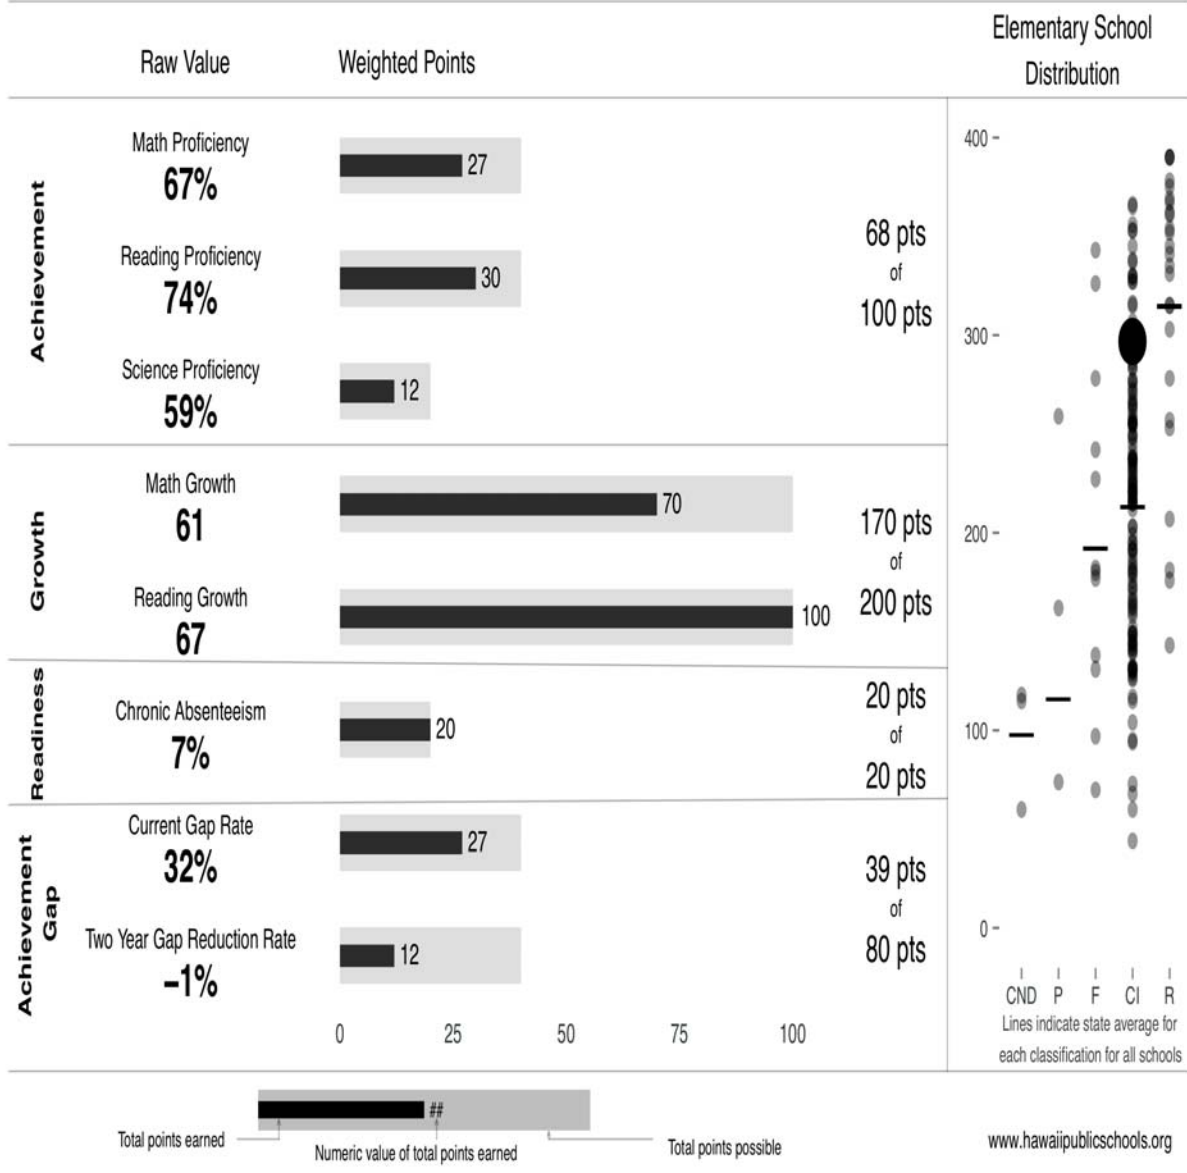 Raw Value
Weighted Points
Elementary School
Distribution
Achievement
Math Proficiency
67%
27
Reading Proficiency
74%
30
Science Proficiency
59%
12
68 pts
of
100 pts
Growth
Math Growth
61
70
Reading Growth
67
100
170 pts
of
200 pts
Readiness
Chronic Absenteeism
7%
20
20 pts
of
20 pts
Achievement
Gap
Current Gap Rate
32%
27
Two Year Gap Reduction Rate
–1%
12
39 pts
of
80 pts
0 25 50 75 100
400
300
200
100
0
CND P F CI R
Lines indicate state average for
each classification for all schools
##
Total points earned
Numeric value of total points earned
Total points possible
www.hawaiipublicschools.org